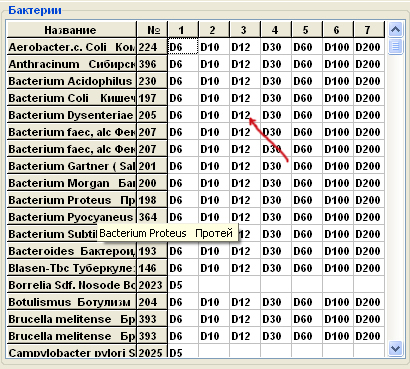 Бактерии
Название № 1 2 3 4 5 6 7
Aerobacter.c. Coli Ком 224 D6 D10 D12 D30 D60 D100 D200
Anthracinum Сибирск 396 D6 D10 D12 D30 D60 D100 D200
Bacterium Acidophilus 230 D6 D10 D12 D30 D60 D100 D200
Bacterium Coli Кишеч 197 D6 D10 D12 D30 D60 D100 D200
Bacterium Dysenteriae 205 D6 D10 D12 D30 D60 D100 D200
Bacterium faec, alc Фек 207 D6 D10 D12 D30 D60 D100 D200
Bacterium faec, alc Фек 207 D6 D10 D12 D30 D60 D100 D200
Bacterium Gartner ( Sal 201 D6 D10 D12 D30 D60 D100 D200
Bacterium Morgan Бак 200 D6 D10 D12 D30 D60 D100 D200
Bacterium Proteus Пр 198 D6 D10 D12 D30 D60 D100 D200
Bacterium Pyocyaneus 364 D6 D10 D12 D30 D60 D100 D200
Bacterium Subtil D30 D60 D100 D200
Bacterium Proteus Протей
Bacteroides Бактероид 193 D6 D10 D12 D30 D60 D100 D200
Blasen-Tbc Туберкулез 146 D6 D10 D12 D30 D60 D100 D200
Borrelia Sdf. Nosode Bo 2023 D5
Botulismus Ботулизм 204 D6 D10 D12 D30 D60 D100 D200
Brucella melitense Бр 393 D6 D10 D12 D30 D60 D100 D200
Brucella melitense Бр 393 D6 D10 D12 D30 D60 D100 D200
Campylobacter pylori S 2025 D5